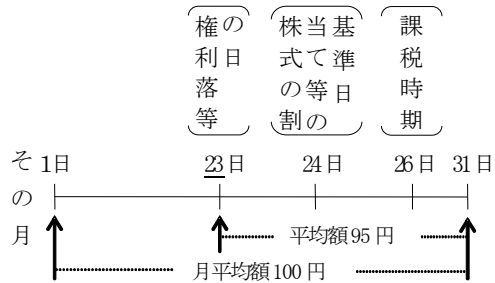 権利落等の日
株式の割当て等の基準日
課税時期
その月
1日 23日 24日 26日 31日
平均額95円
月平均額100円